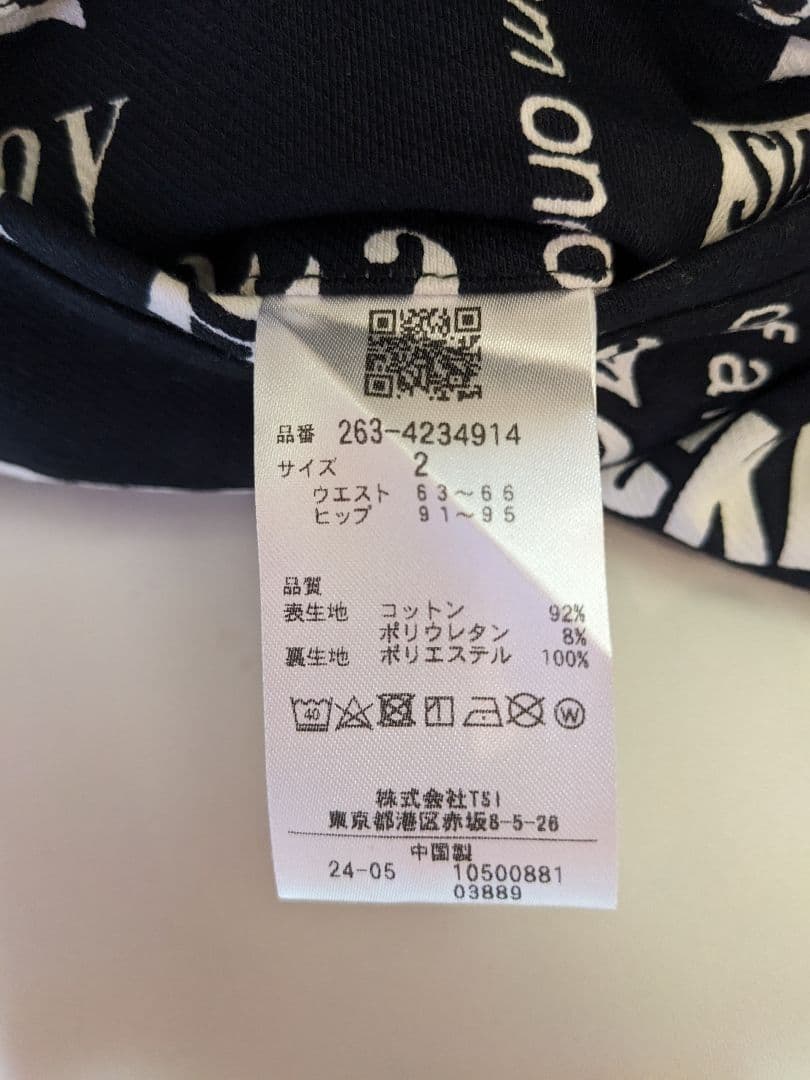 mono
品番 263-4234914
サイズ 2
ウエスト 63~66
ヒップ 91~95
品質
表生地 コットン 92%
ポリウレタン 8%
裏生地 ポリエステル 100%
40
W
株式会社TSI
東京都港区赤坂8-5-26
中国製
24-05 10500881
03889